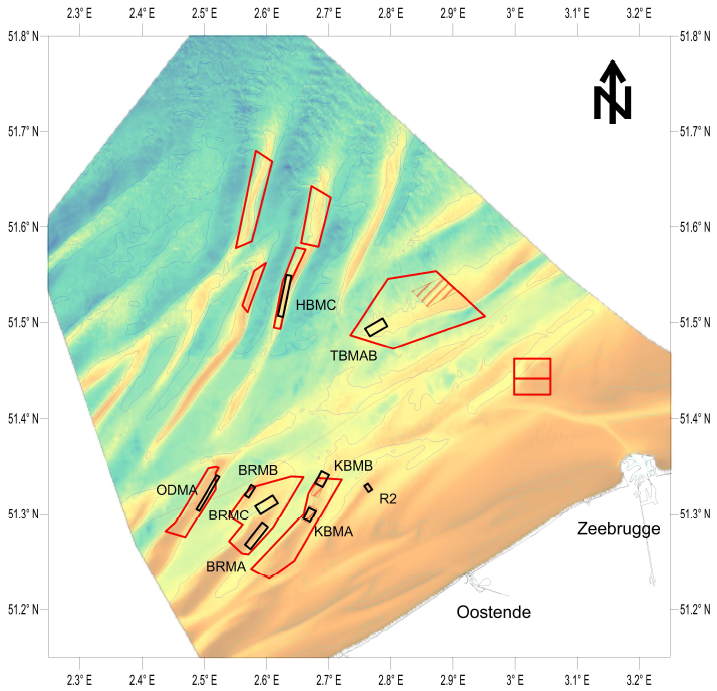 2.3° E 2.4° E 2.5° E 2.6° E 2.7° E 2.8° E 2.9° E 3° E 3.1° E 3.2° E
51.8° N 51.8° N
N
51.7° N 51.7° N
51.6° N 51.6° N
HBMC
51.5° N 51.5° N
TBMAB
51.4° N 51.4° N
BRMB KBMB
ODMA
R2
BRMC
51.3° N 51.3° N
KBMA Zeebrugge
BRMA
51.2° N Oostende 51.2° N
2.3° E 2.4° E 2.5° E 2.6° E 2.7° E 2.8° E 2.9° E 3° E 3.1° E 3.2° E